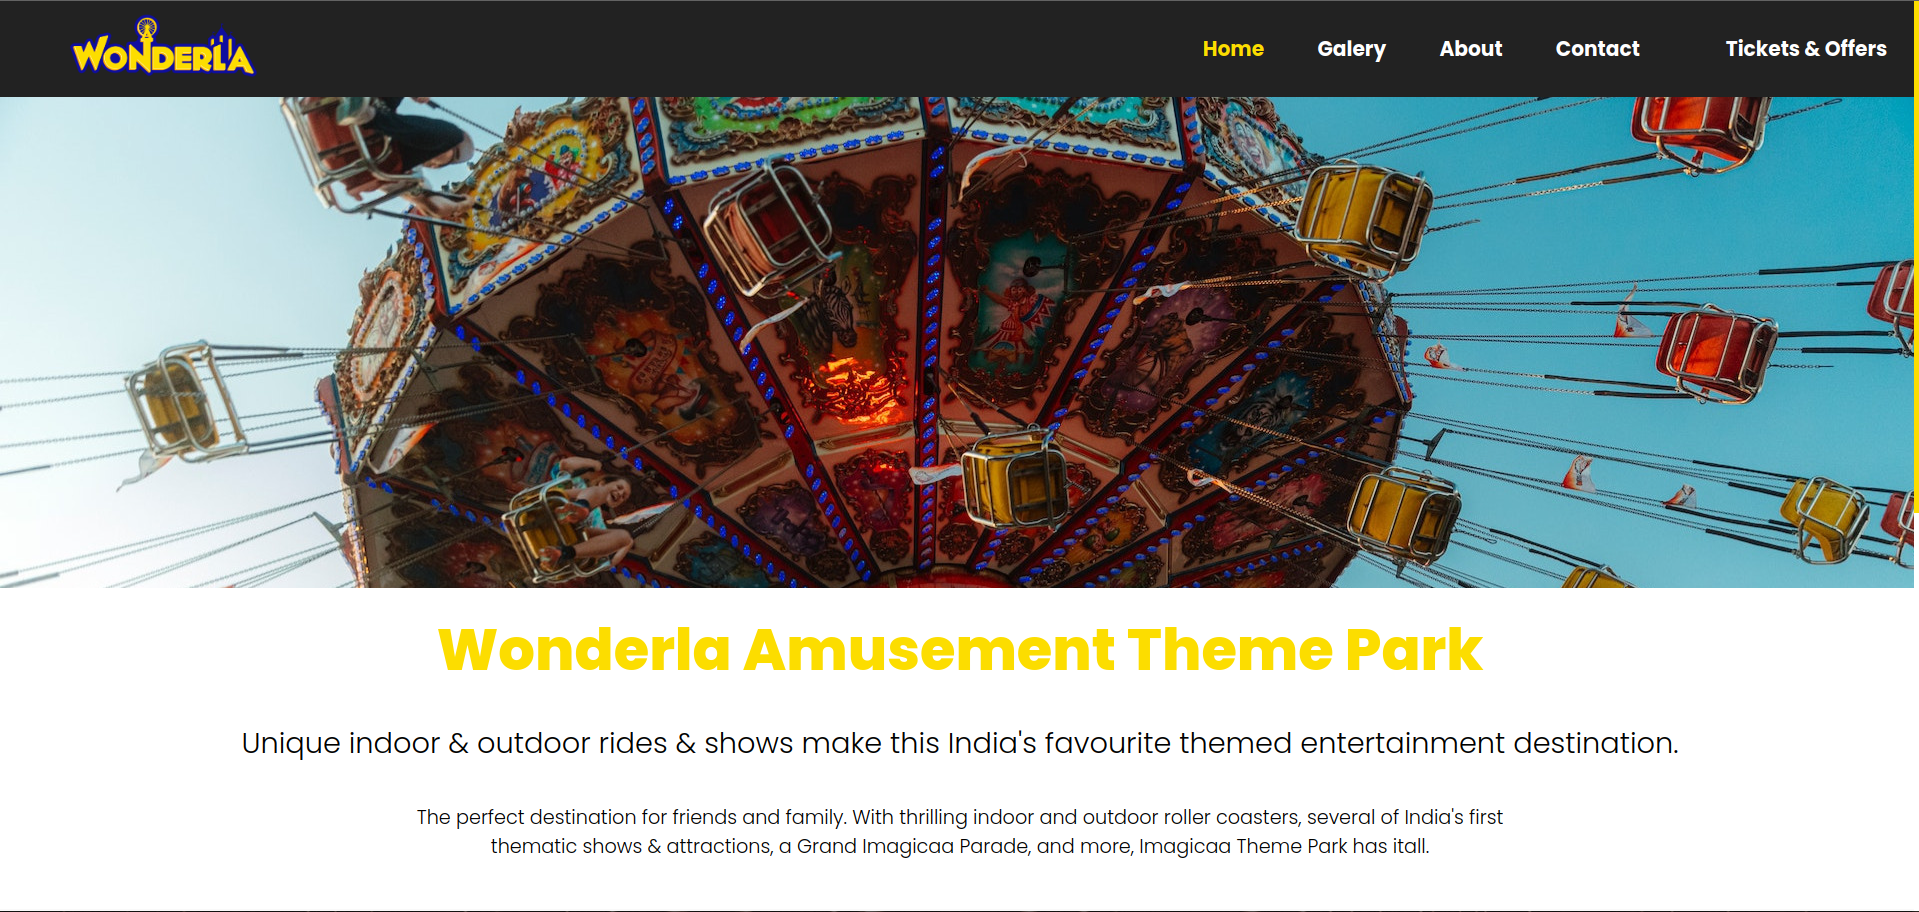 WONDERLA
Home Galery About Contact Tickets & Offers
Wonderla Amusement Theme Park
Unique indoor & outdoor rides & shows make this India's favourite themed entertainment destination.
The perfect destination for friends and family. With thrilling indoor and outdoor roller coasters, several of India's first
thematic shows & attractions, a Grand Imagicaa Parade, and more, Imagicaa Theme Park has itall.